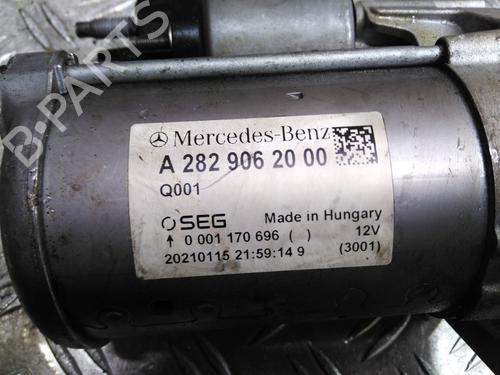 B-PARTS
Mercedes-Benz
A 282 906 20 00
Q001
SEG Made in Hungary
↑ 0 001 170 696 ( ) 12V
20210115 21:59:14 9 (3001)